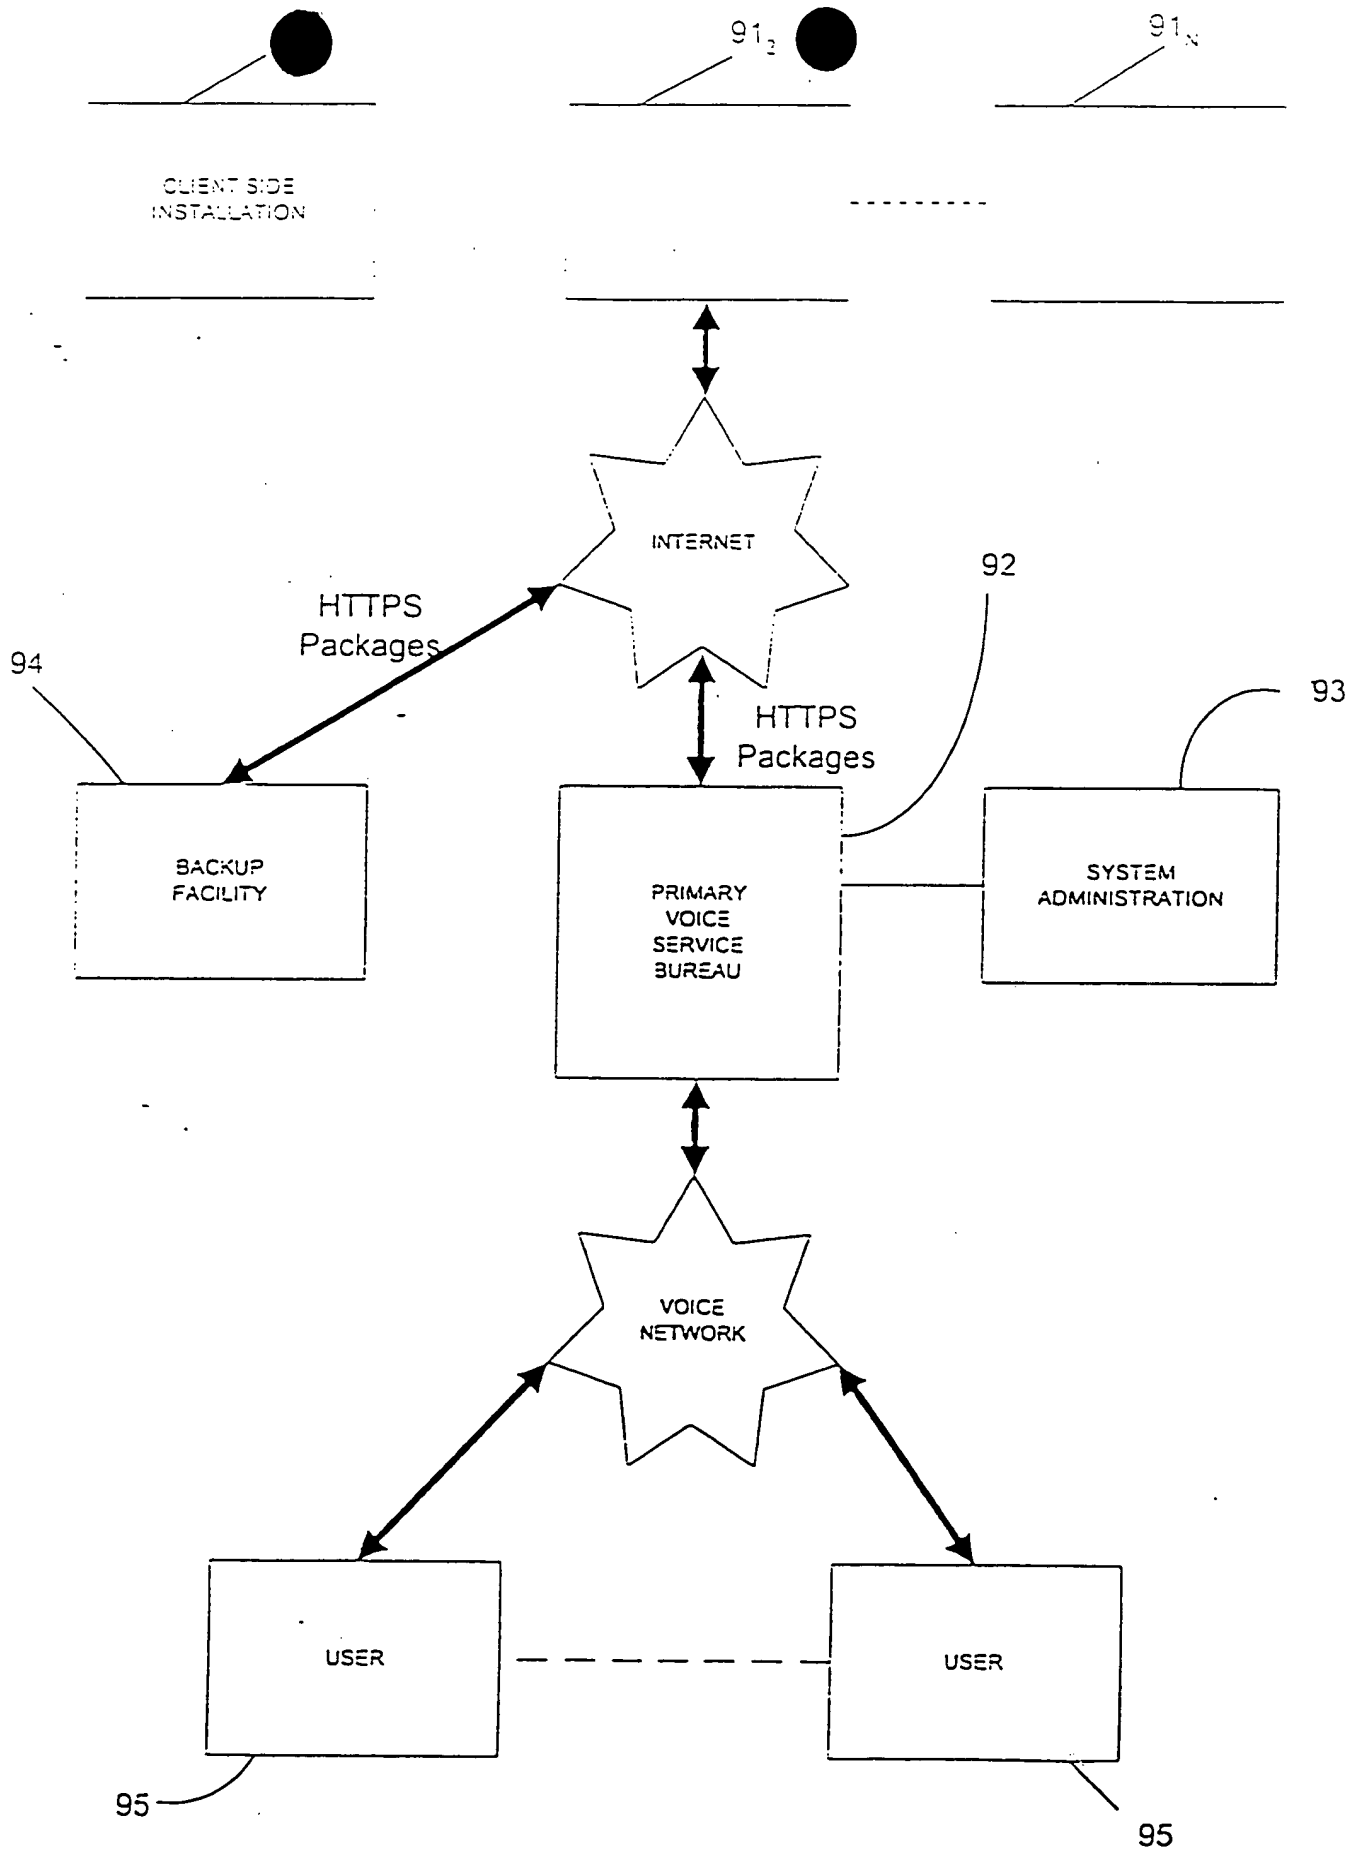 91₂
91ₙ
CLIENT SIDE
INSTALLATION
INTERNET
92
HTTPS
Packages
94
93
HTTPS
Packages
BACKUP
FACILITY
PRIMARY
VOICE
SERVICE
BUREAU
SYSTEM
ADMINISTRATION
VOICE
NETWORK
USER
USER
95
95